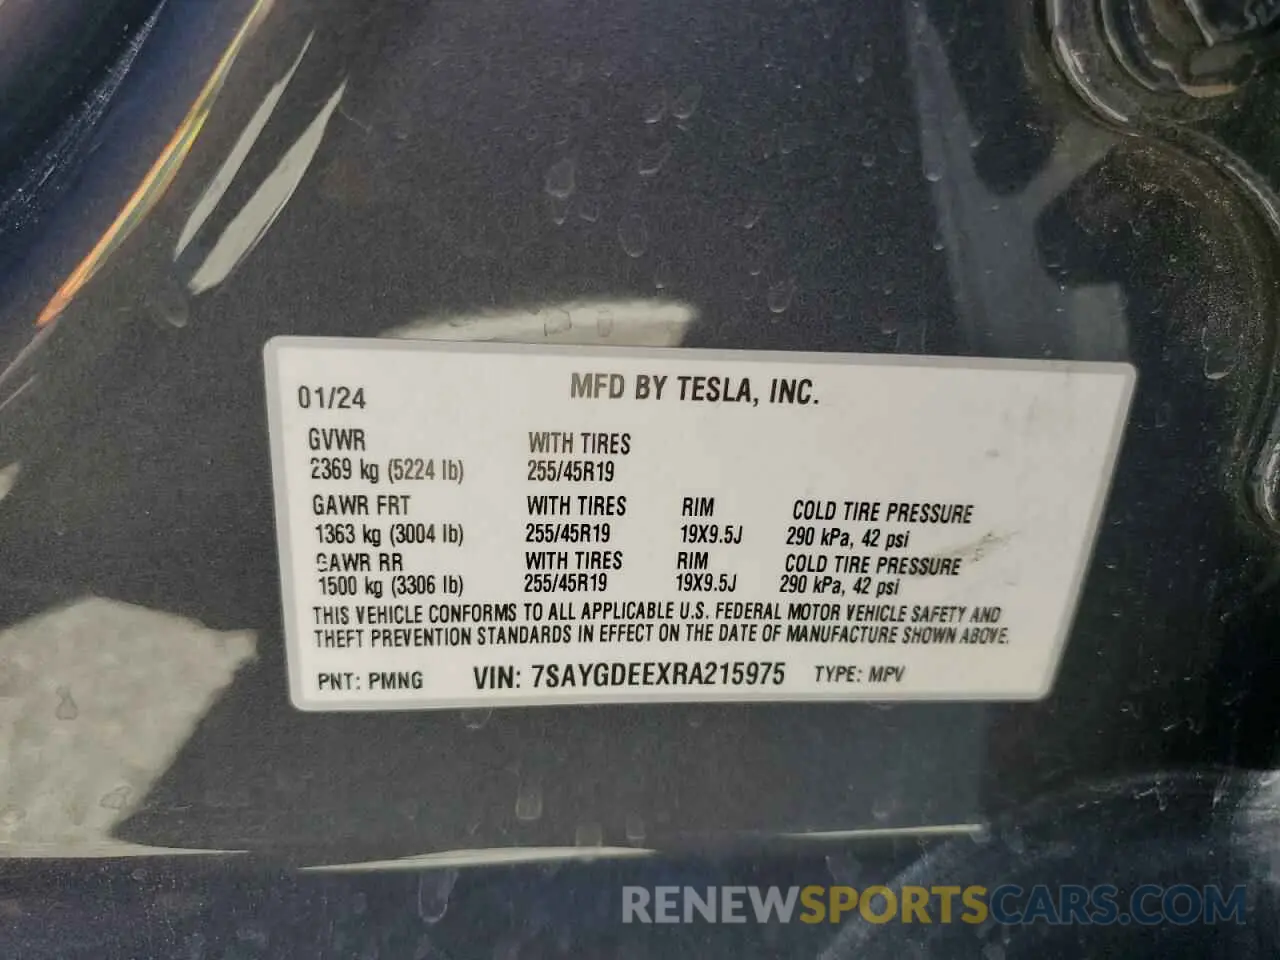 01/24 MFD BY TESLA, INC.
GVWR WITH TIRES
2369 kg (5224 lb) 255/45R19
GAWR FRT WITH TIRES RIM COLD TIRE PRESSURE
1363 kg (3004 lb) 255/45R19 19X9.5J 290 kPa, 42 psi
GAWR RR WITH TIRES RIM COLD TIRE PRESSURE
1500 kg (3306 lb) 255/45R19 19X9.5J 290 kPa, 42 psi
THIS VEHICLE CONFORMS TO ALL APPLICABLE U.S. FEDERAL MOTOR VEHICLE SAFETY AND
THEFT PREVENTION STANDARDS IN EFFECT ON THE DATE OF MANUFACTURE SHOWN ABOVE.
PNT: PMNG VIN: 7SAYGDEEXRA215975 TYPE: MPV
RENEWSPORTSCARS.COM